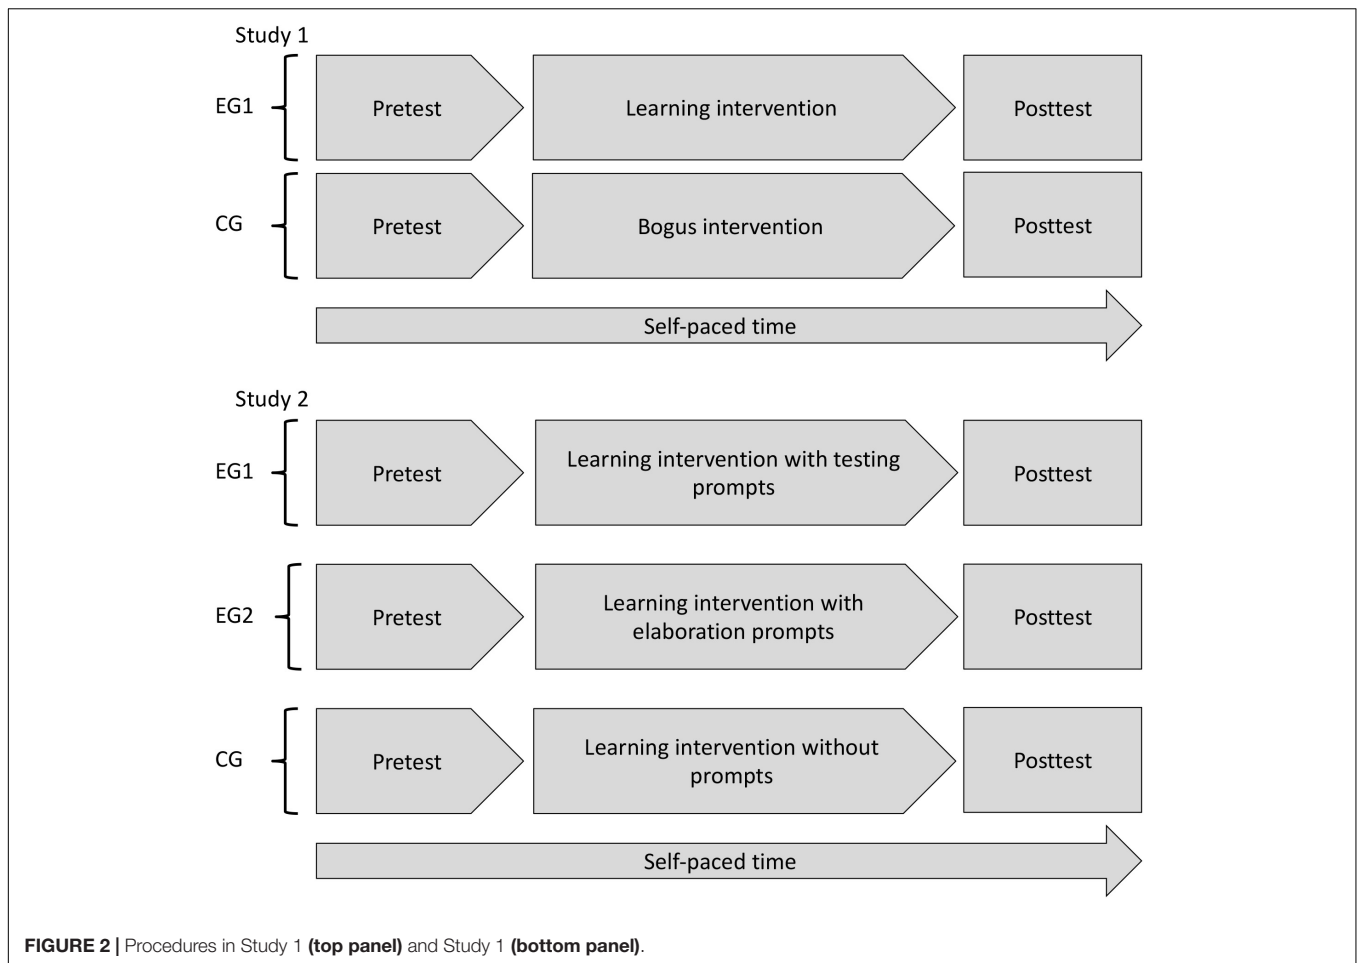 Study 1
EG1
Pretest
Learning intervention
Posttest
CG
Pretest
Bogus intervention
Posttest
Self-paced time
Study 2
EG1
Pretest
Learning intervention with testing
prompts
Posttest
EG2
Pretest
Learning intervention with
elaboration prompts
Posttest
CG
Pretest
Learning intervention without
prompts
Posttest
Self-paced time
FIGURE 2 | Procedures in Study 1 (top panel) and Study 1 (bottom panel).